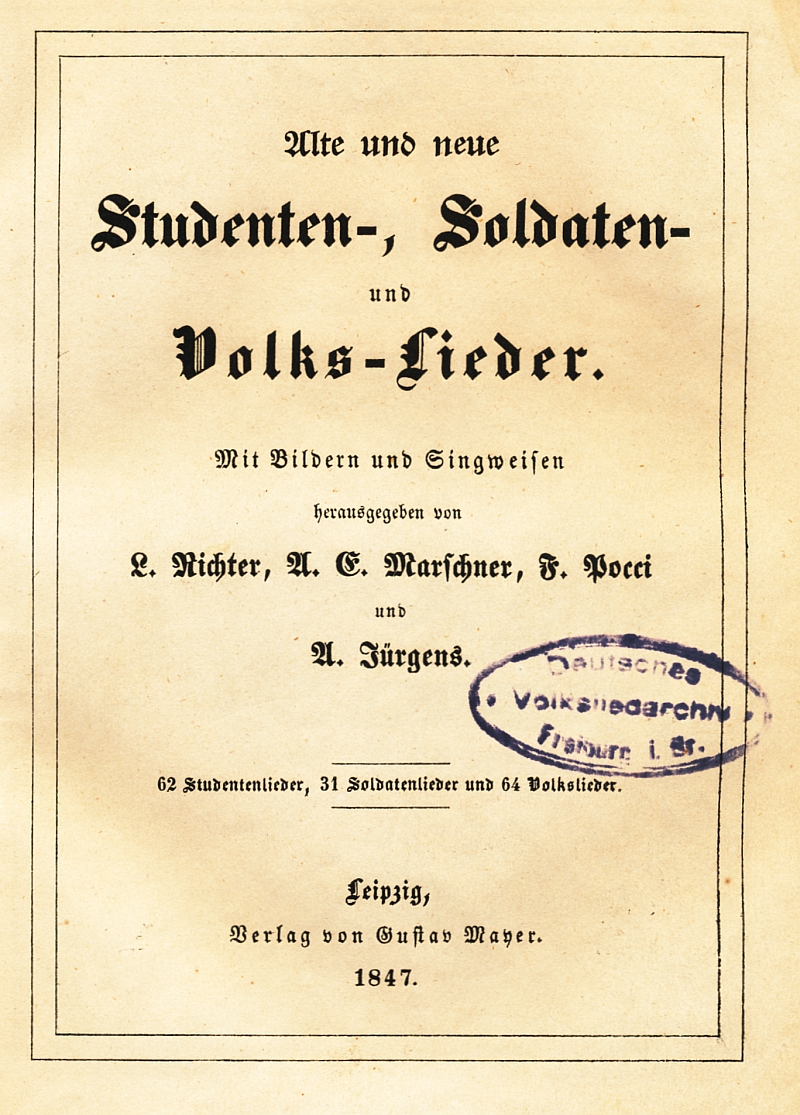 Alte und neue
Studenten-, Soldaten-
und
Volks-Lieder.
Mit Bildern und Singweisen
herausgegeben von
L. Richter, A. E. Marschner, F. Pocci
und
A. Jürgens.
Deutsches
Volksliedarchiv
Freiburg i. Br.
62 Studentenlieder, 31 Soldatenlieder und 64 Volkslieder.
Leipzig,
Verlag von Gustav Mayer.
1847.